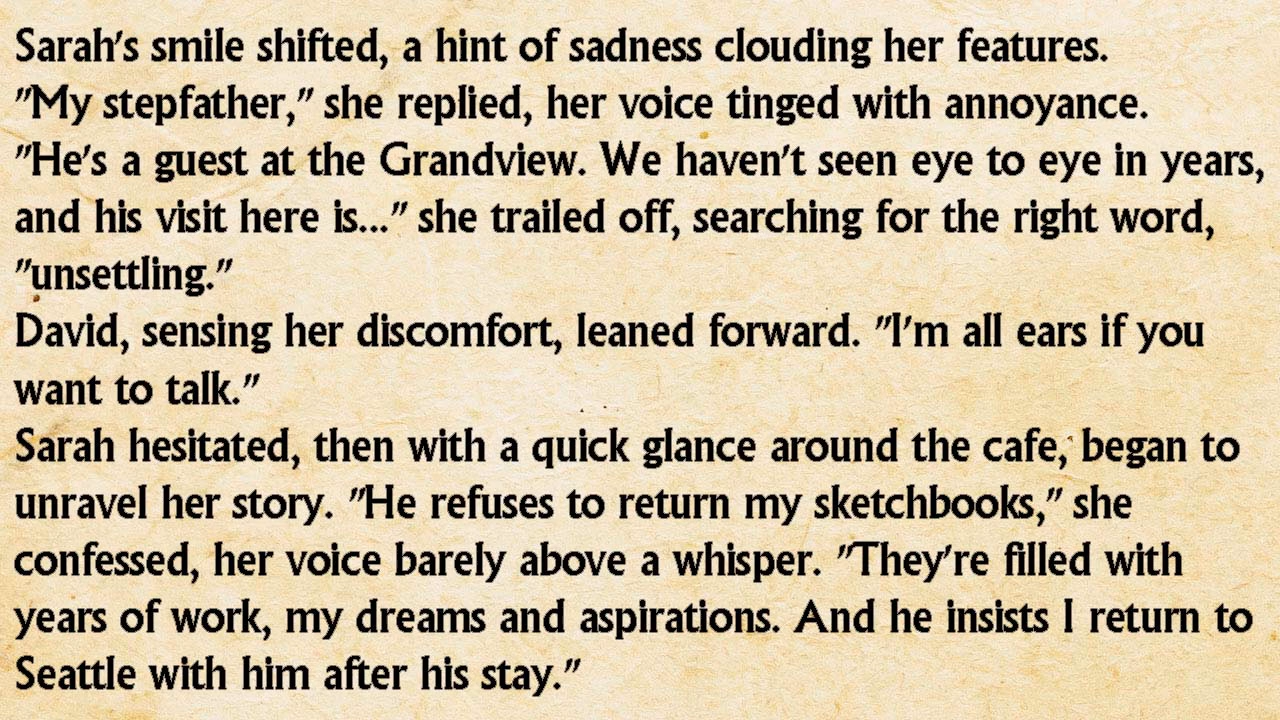 Sarah's smile shifted, a hint of sadness clouding her features.
"My stepfather," she replied, her voice tinged with annoyance.
"He's a guest at the Grandview. We haven't seen eye to eye in years,
and his visit here is..." she trailed off, searching for the right word,
"unsettling."
David, sensing her discomfort, leaned forward. "I'm all ears if you
want to talk."
Sarah hesitated, then with a quick glance around the cafe, began to
unravel her story. "He refuses to return my sketchbooks," she
confessed, her voice barely above a whisper. "They're filled with
years of work, my dreams and aspirations. And he insists I return to
Seattle with him after his stay."